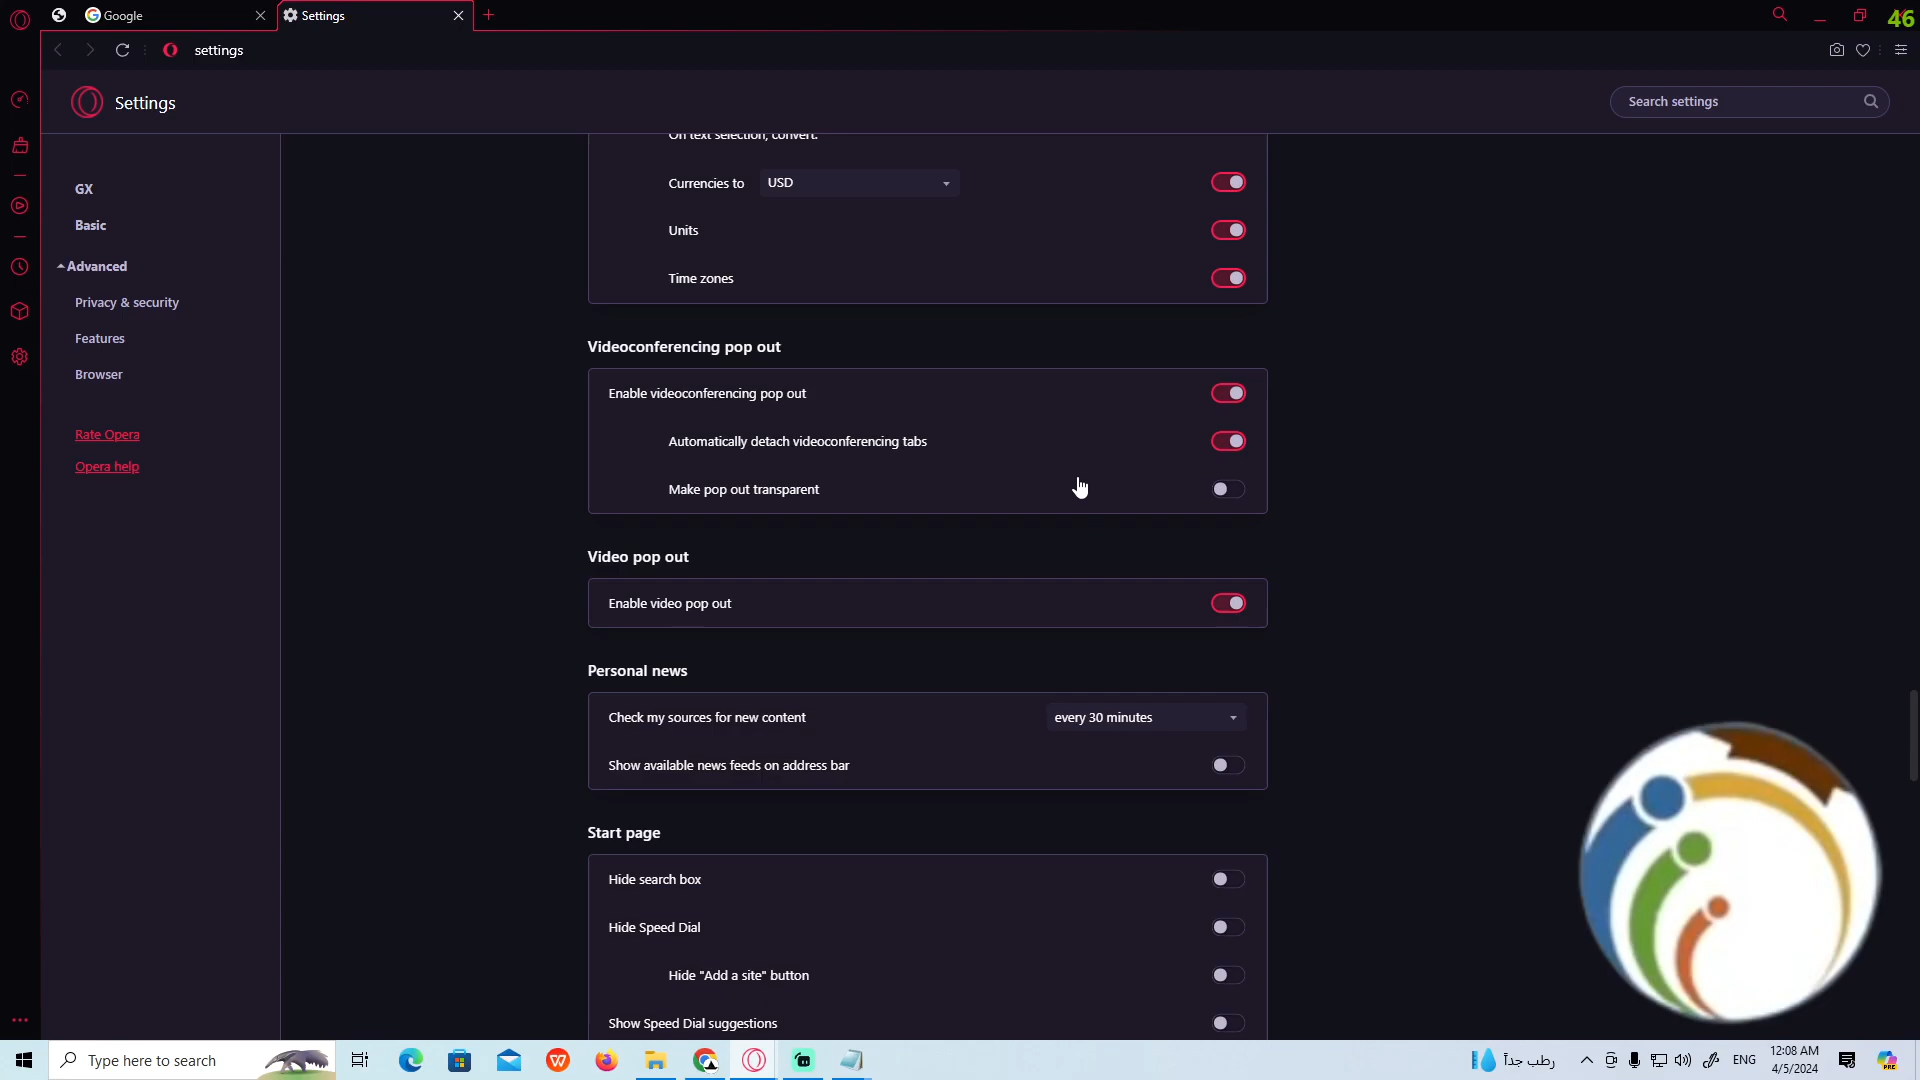 Google
Settings
46
settings
Settings
Search settings
GX
Basic
Advanced
Privacy & security
Features
Browser
Rate Opera
Opera help
On text selection, convert:
Currencies to USD
Units
Time zones
Videoconferencing pop out
Enable videoconferencing pop out
Automatically detach videoconferencing tabs
Make pop out transparent
Video pop out
Enable video pop out
Personal news
Check my sources for new content every 30 minutes
Show available news feeds on address bar
Start page
Hide search box
Hide Speed Dial
Hide "Add a site" button
Show Speed Dial suggestions
Type here to search
رطب جداً
ENG
12:08 AM
4/5/2024
PRE